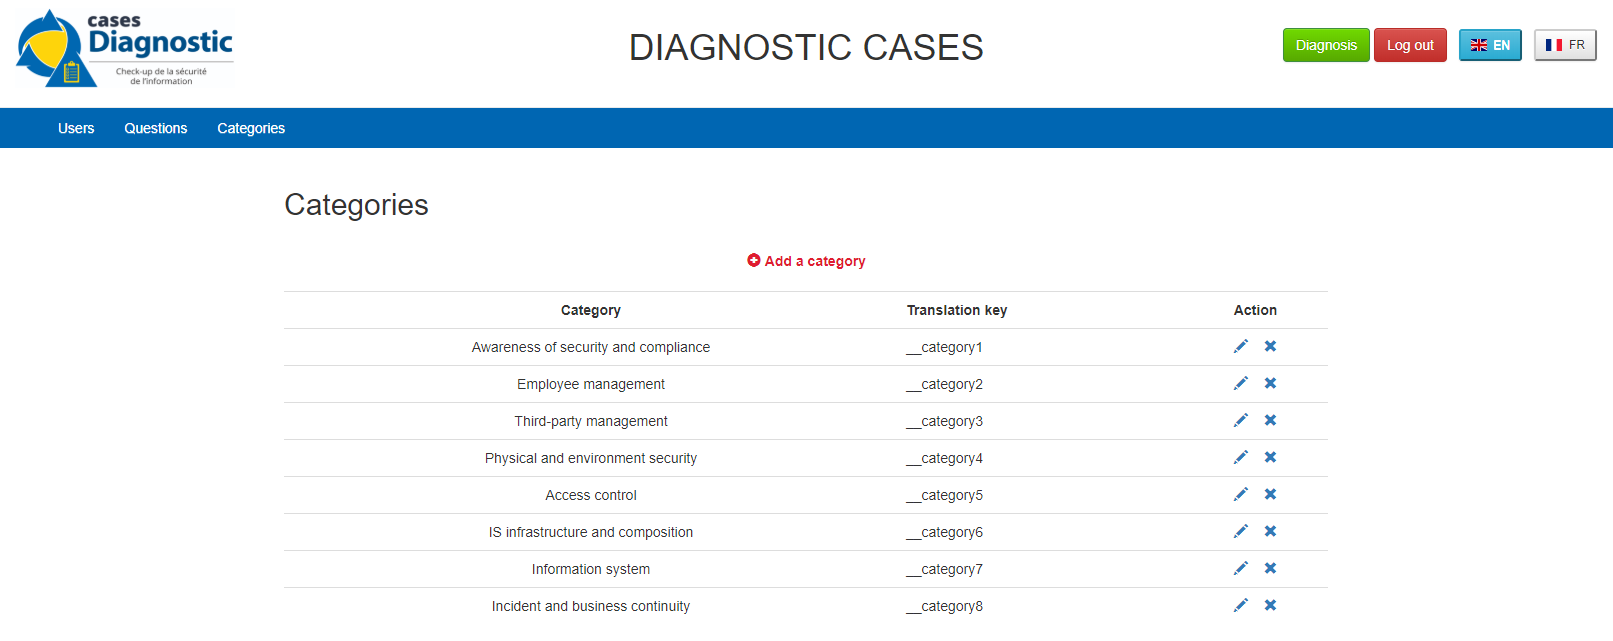 cases
Diagnostic
Check-up de la sécurité
de l'information
DIAGNOSTIC CASES
Diagnosis
Log out
EN
FR
Users
Questions
Categories
Categories
Add a category
Category Translation key Action
Awareness of security and compliance __category1
Employee management __category2
Third-party management __category3
Physical and environment security __category4
Access control __category5
IS infrastructure and composition __category6
Information system __category7
Incident and business continuity __category8